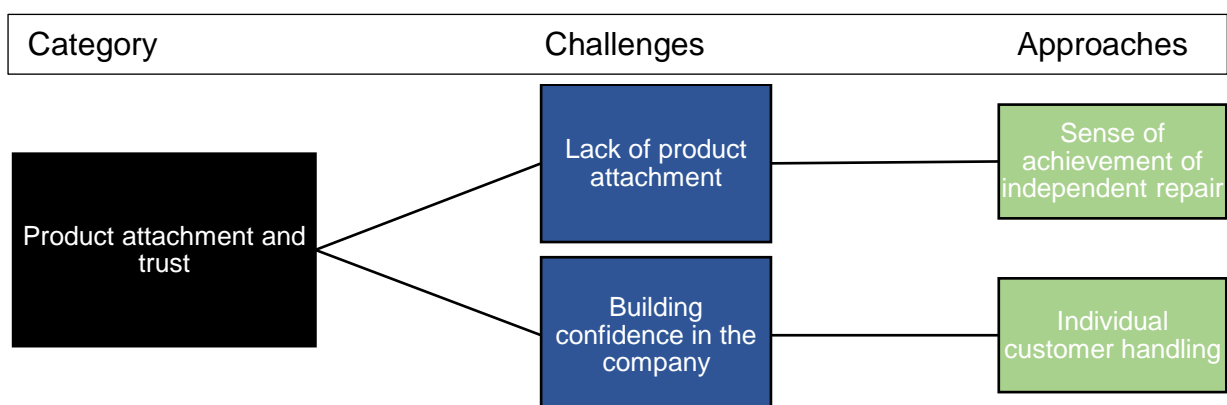 Category Challenges Approaches
Product attachment and
trust
Lack of product
attachment
Sense of
achievement of
independent repair
Building
confidence in the
company
Individual
customer handling